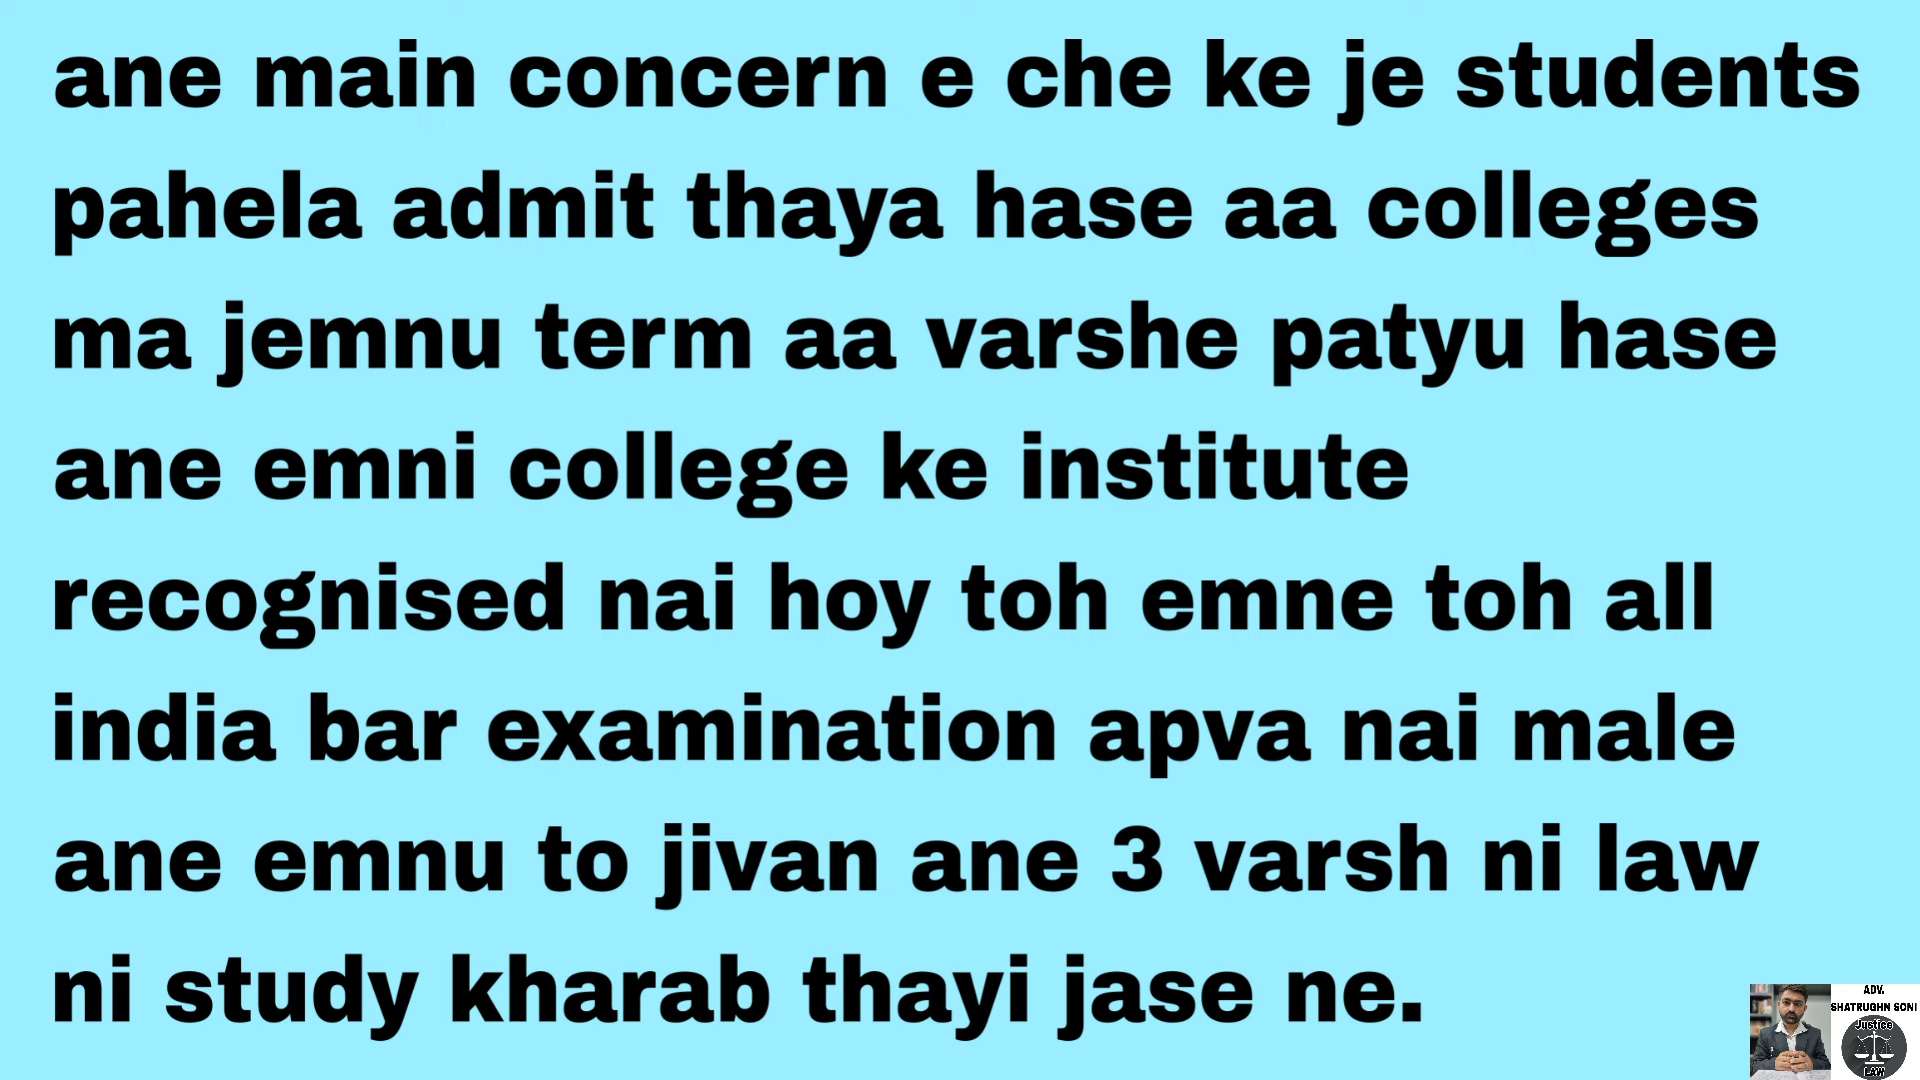 ane main concern e che ke je students
pahela admit thaya hase aa colleges
ma jemnu term aa varshe patyu hase
ane emni college ke institute
recognised nai hoy toh emne toh all
india bar examination apva nai male
ane emnu to jivan ane 3 varsh ni law
ni study kharab thayi jase ne.
ADV.
SHATRUGHN SONI
Justice
LAW